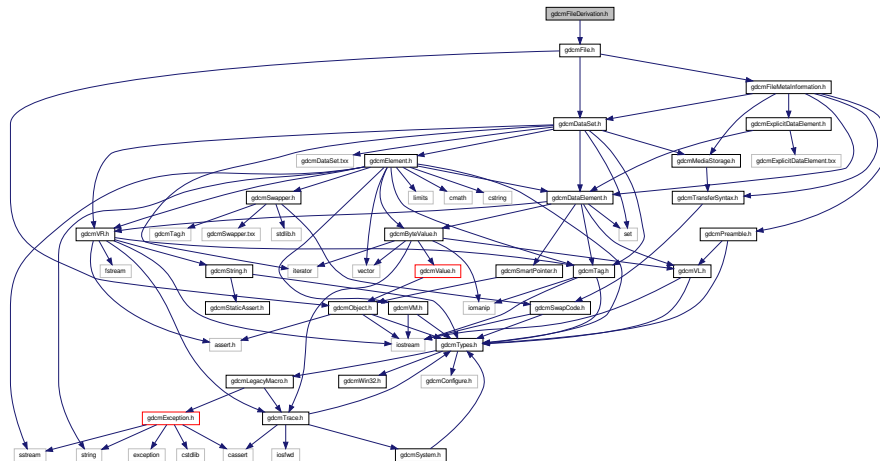 gdcmFileDerivation.h
gdcmFile.h
gdcmFileMetaInformation.h
gdcmDataSet.h
gdcmExplicitDataElement.h
gdcmDataSet.txx
gdcmElement.h
gdcmMediaStorage.h
gdcmExplicitDataElement.txx
gdcmSwapper.h
limits
cmath
cstring
gdcmDataElement.h
gdcmTransferSyntax.h
gdcmVR.h
gdcmTag.h
gdcmSwapper.txx
stdlib.h
gdcmByteValue.h
set
gdcmPreamble.h
fstream
gdcmString.h
iterator
vector
gdcmValue.h
gdcmSmartPointer.h
gdcmTag.h
gdcmVL.h
gdcmStaticAssert.h
gdcmObject.h
gdcmVM.h
iomanip
gdcmSwapCode.h
assert.h
iostream
gdcmTypes.h
gdcmLegacyMacro.h
gdcmWin32.h
gdcmConfigure.h
gdcmException.h
gdcmTrace.h
sstream
string
exception
cstdlib
cassert
iosfwd
gdcmSystem.h